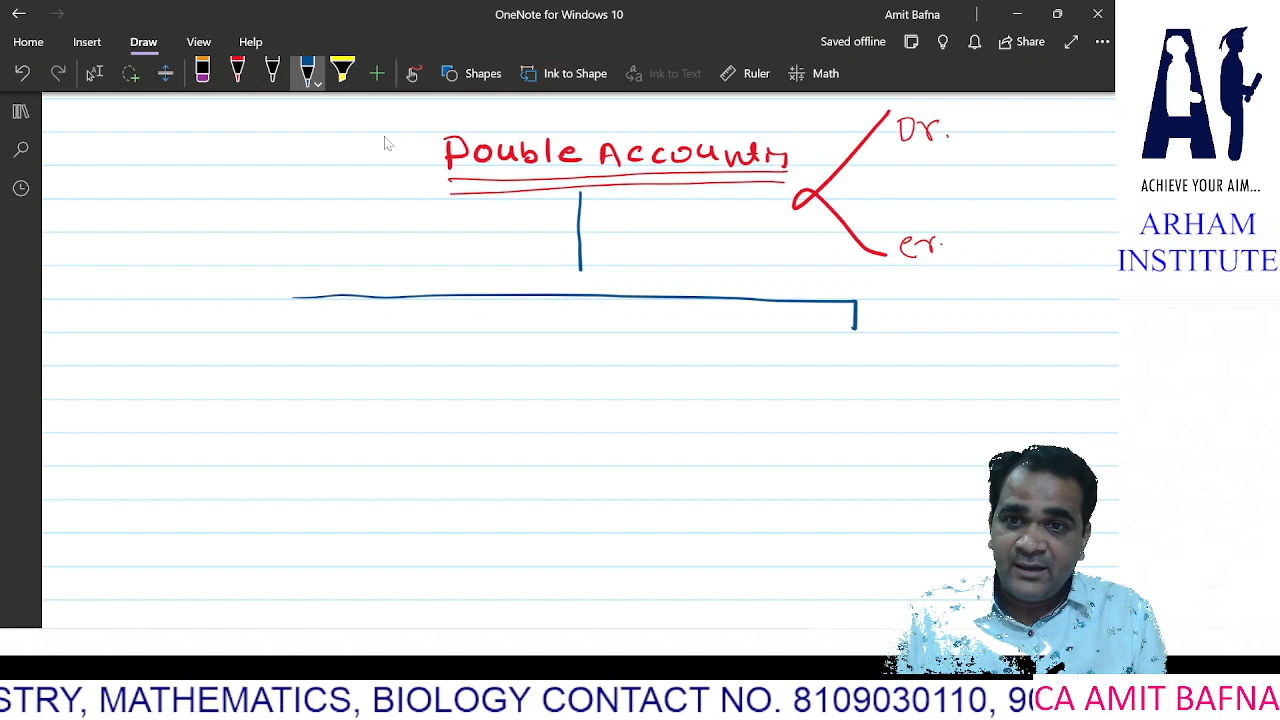 OneNote for Windows 10
Amit Bafna
Home Insert Draw View Help
Saved offline
Share
Shapes
Ink to Shape
Ink to Text
Ruler
Math
Double Accounting
Dr.
Cr.
AI
ACHIEVE YOUR AIM...
ARHAM
INSTITUTE
STRY, MATHEMATICS, BIOLOGY CONTACT NO. 8109030110, 90
CA AMIT BAFNA